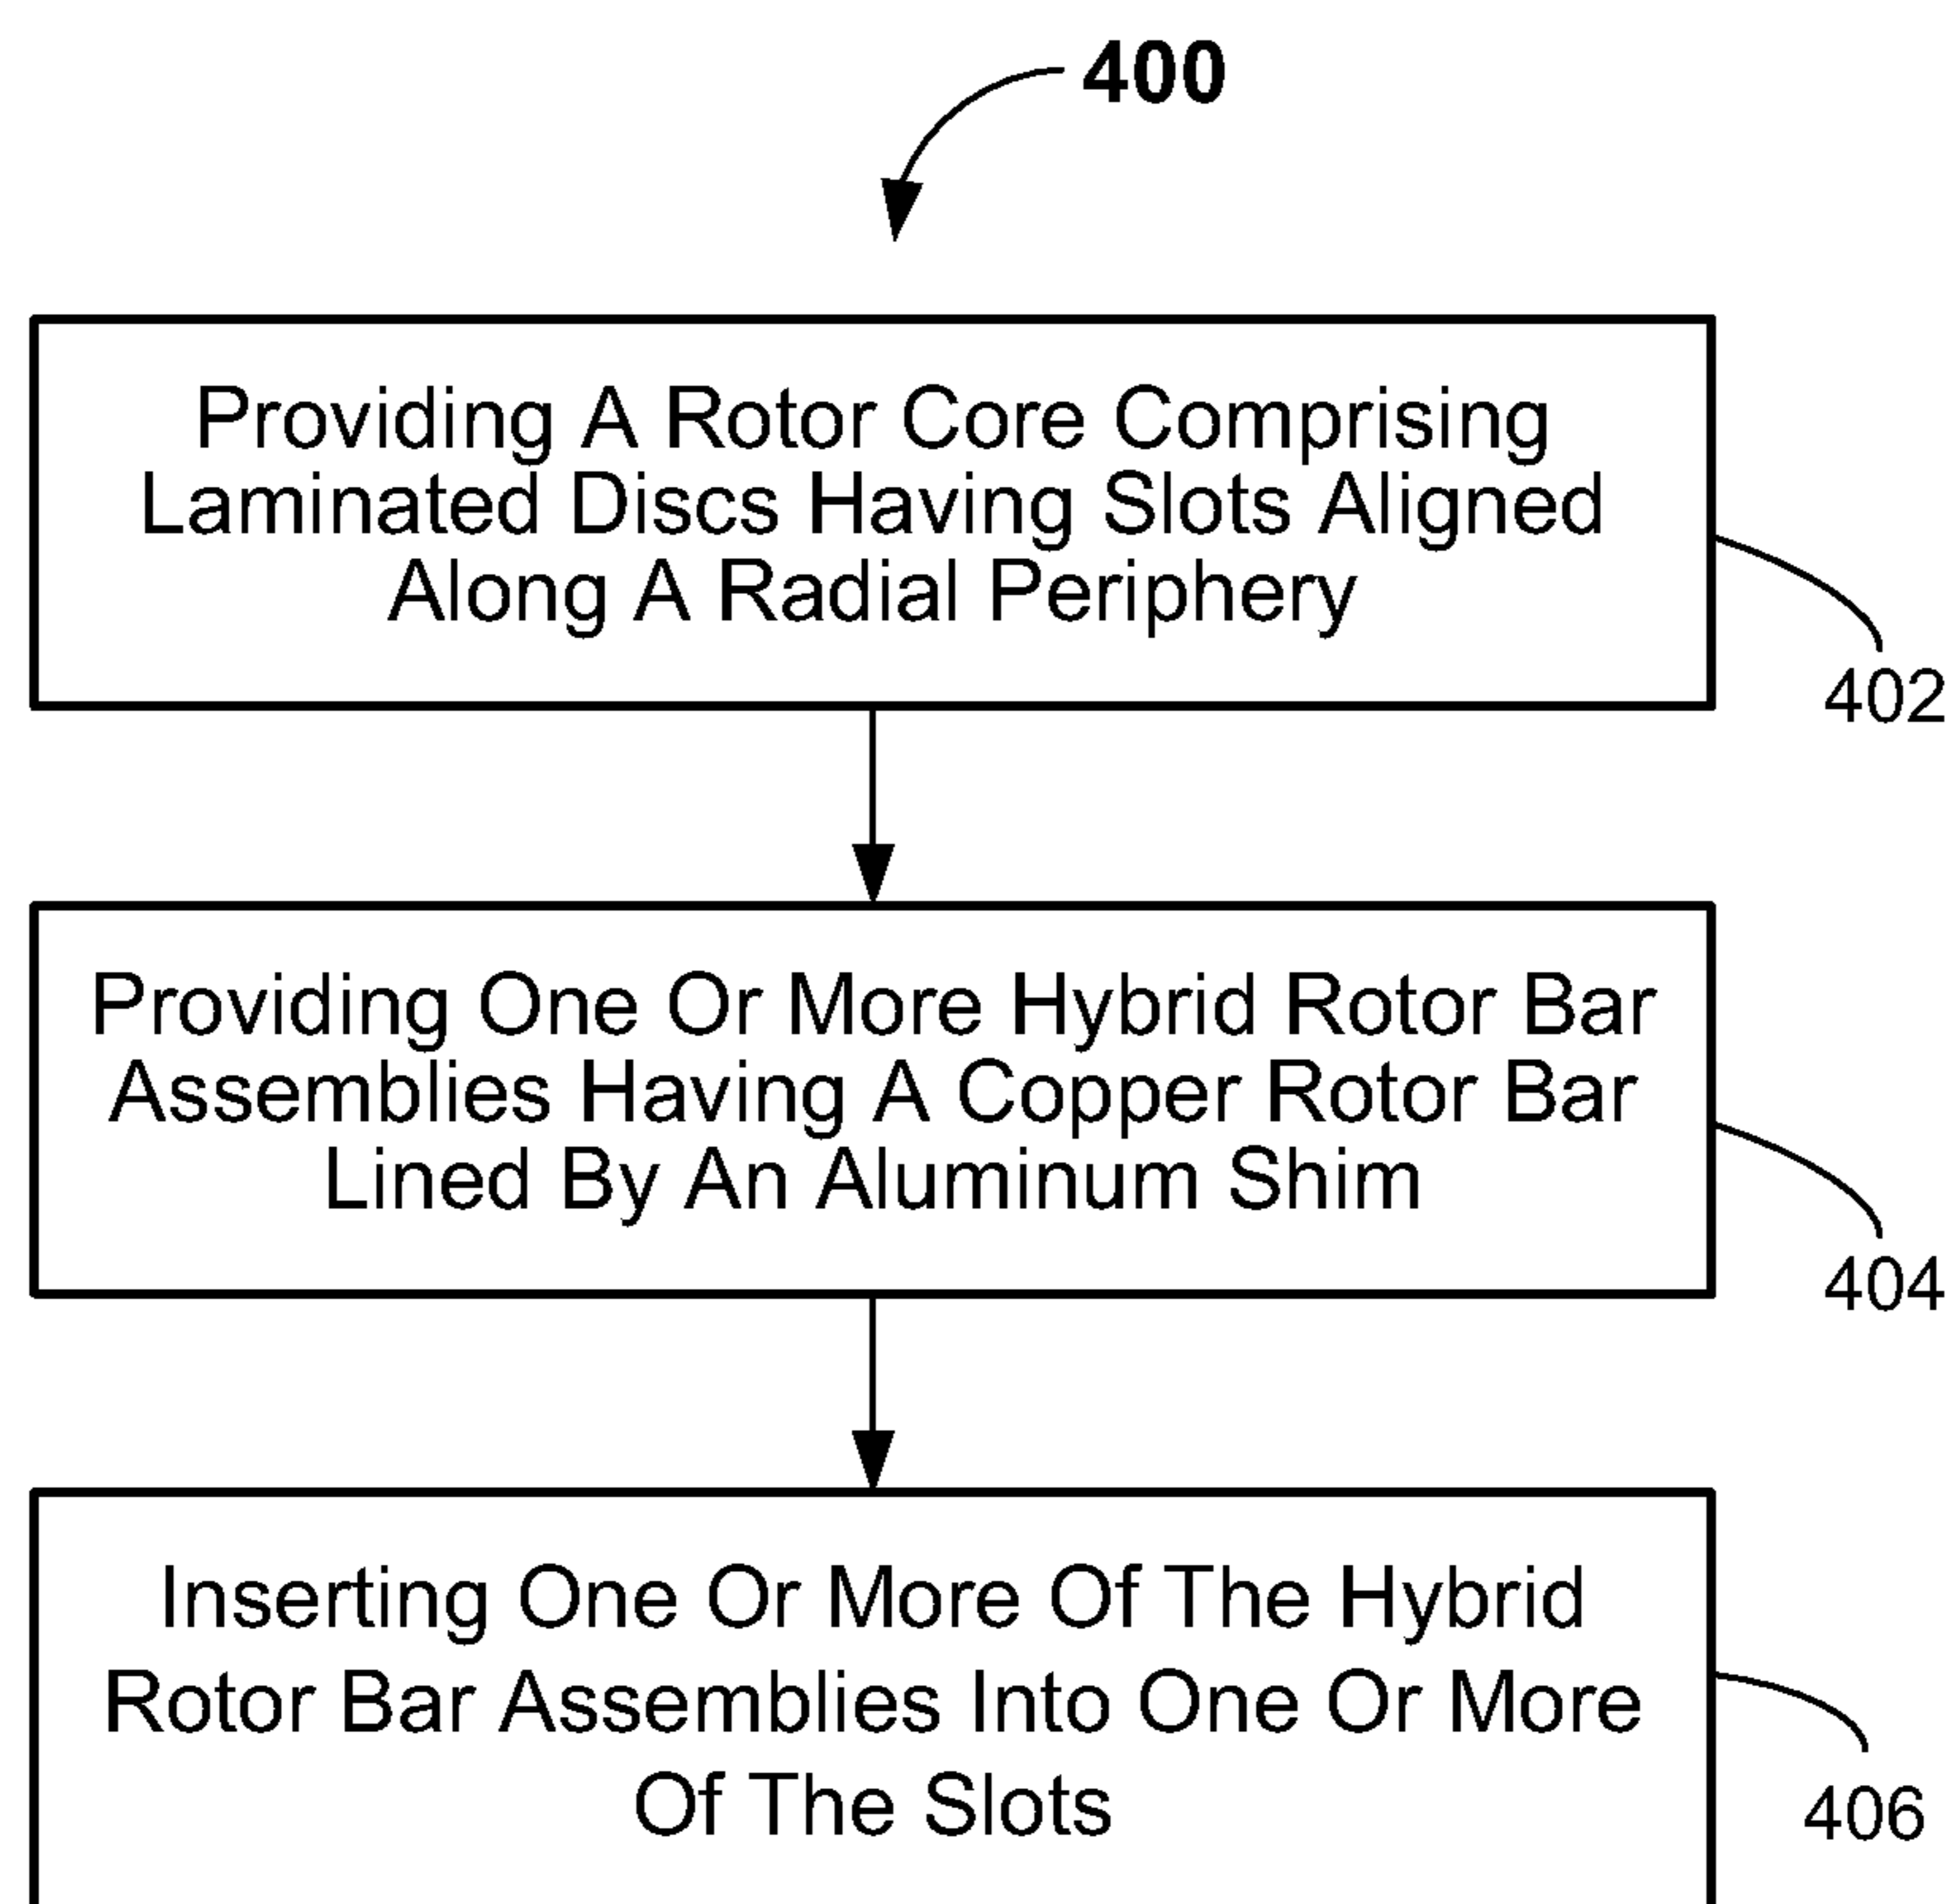 400
Providing A Rotor Core Comprising
Laminated Discs Having Slots Aligned
Along A Radial Periphery
402
Providing One Or More Hybrid Rotor Bar
Assemblies Having A Copper Rotor Bar
Lined By An Aluminum Shim
404
Inserting One Or More Of The Hybrid
Rotor Bar Assemblies Into One Or More
Of The Slots
406